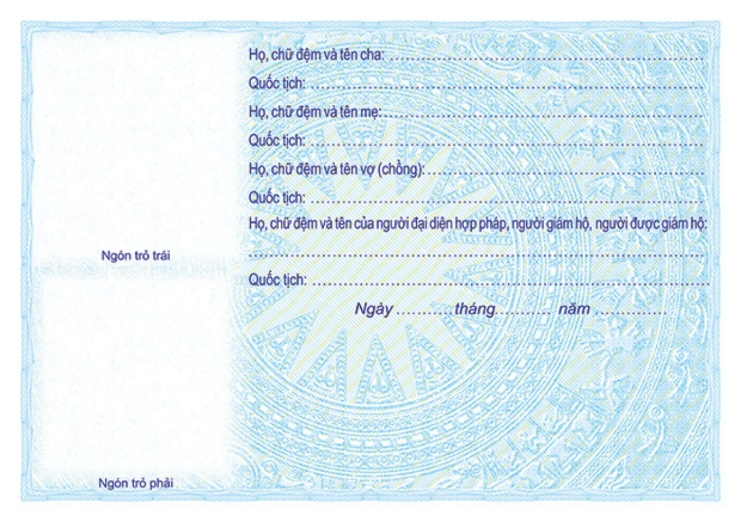 Họ, chữ đệm và tên cha: ........................................
Quốc tịch: ........................................
Họ, chữ đệm và tên mẹ: ........................................
Quốc tịch: ........................................
Họ, chữ đệm và tên vợ (chồng): ........................................
Quốc tịch: ........................................
Họ, chữ đệm và tên của người đại diện hợp pháp, người giám hộ, người được giám hộ:
........................................
Quốc tịch: ........................................
Ngày ...........tháng........... năm ..............
Ngón trỏ trái
Ngón trỏ phải